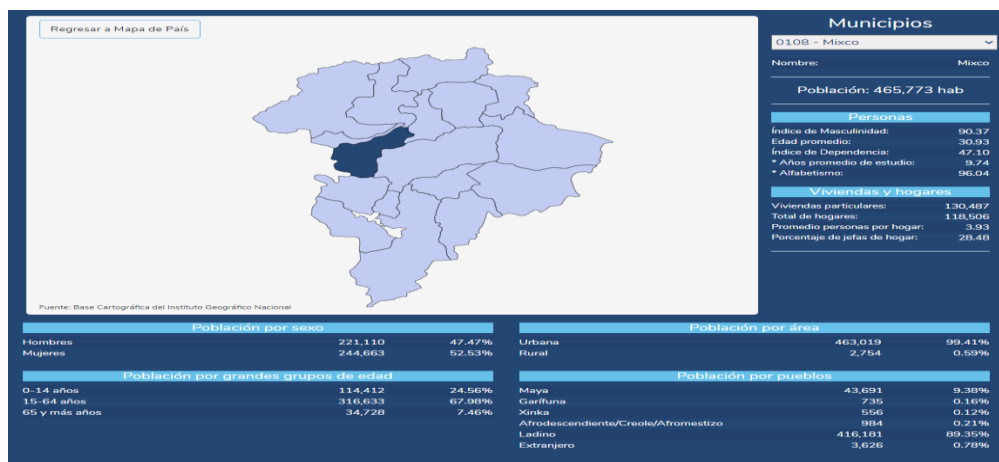 Regresar a Mapa de País
Fuente: Base Cartográfica del Instituto Geográfico Nacional
Municipios
0108 - Mixco
Nombre: Mixco
Población: 465,773 hab
Personas
Índice de Masculinidad: 90.37
Edad promedio: 30.93
Índice de Dependencia: 47.10
* Años promedio de estudio: 9.74
* Alfabetismo: 96.04
Viviendas y hogares
Viviendas particulares: 130,487
Total de hogares: 118,506
Promedio personas por hogar: 3.93
Porcentaje de jefas de hogar: 28.48
Población por sexo
Hombres 221,110 47.47%
Mujeres 244,663 52.53%
Población por grandes grupos de edad
0-14 años 114,412 24.56%
15-64 años 316,633 67.98%
65 y más años 34,728 7.46%
Población por área
Urbana 463,019 99.41%
Rural 2,754 0.59%
Población por pueblos
Maya 43,691 9.38%
Garífuna 735 0.16%
Xinka 556 0.12%
Afrodescendiente/Creole/Afromestizo 984 0.21%
Ladino 416,181 89.35%
Extranjero 3,626 0.78%